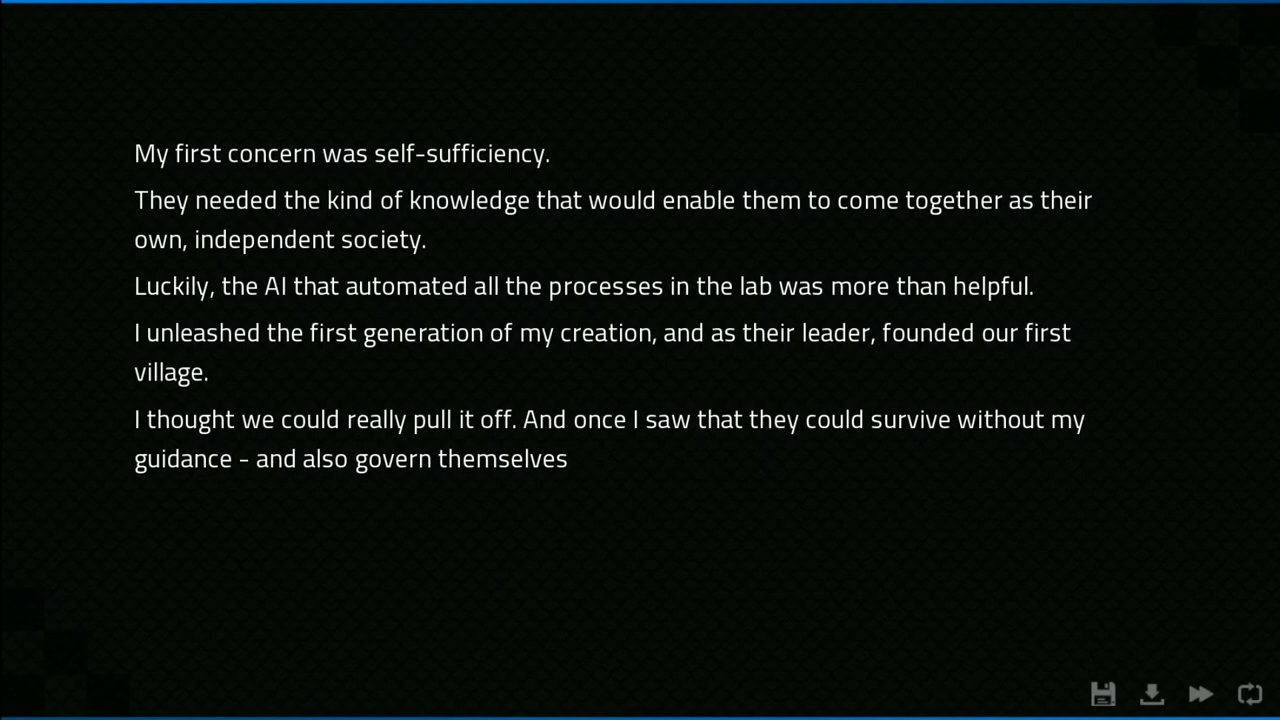 My first concern was self-sufficiency.
They needed the kind of knowledge that would enable them to come together as their
own, independent society.
Luckily, the AI that automated all the processes in the lab was more than helpful.
I unleashed the first generation of my creation, and as their leader, founded our first
village.
I thought we could really pull it off. And once I saw that they could survive without my
guidance - and also govern themselves